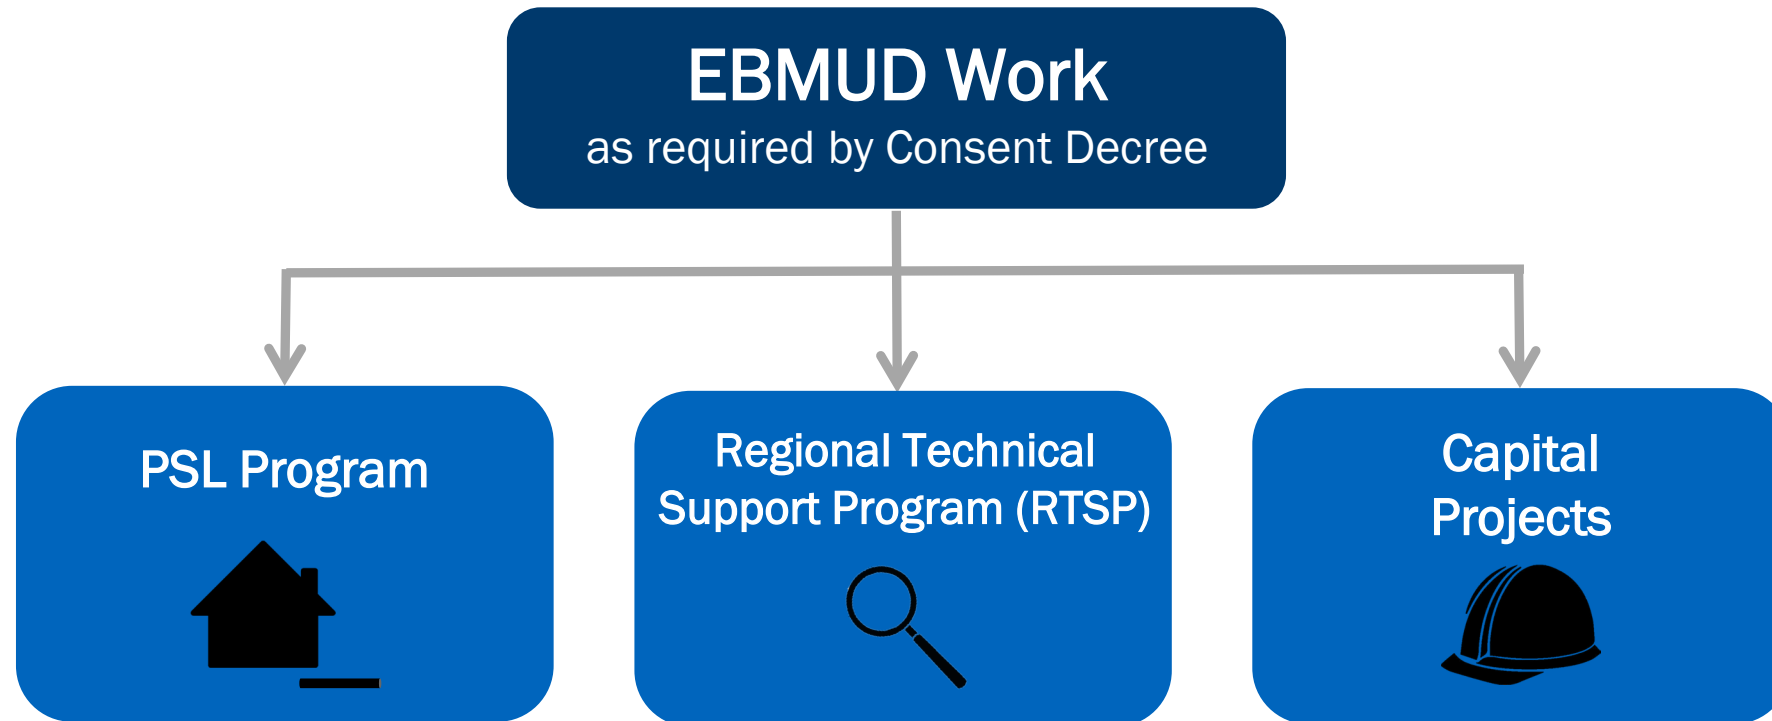 EBMUD Work
as required by Consent Decree
PSL Program
Regional Technical
Support Program (RTSP)
Capital
Projects